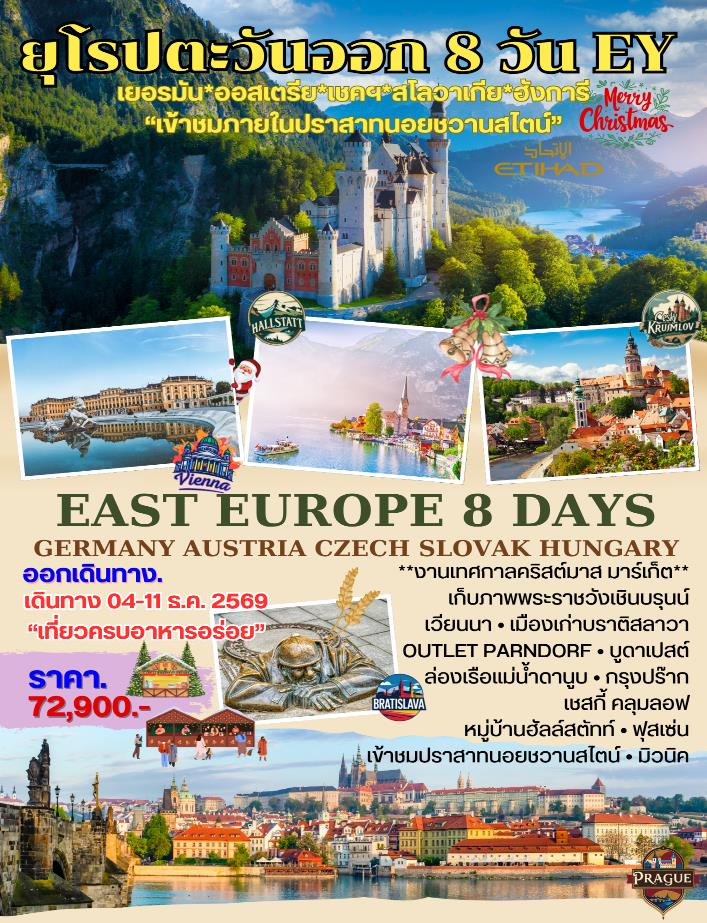 ยุโรปตะวันออก 8 วัน EY
เยอรมัน*ออสเตรีย*เชคฯ*สโลวาเกีย*ฮังการี
"เข้าชมภายในปราสาทนอยชวานสไตน์"
Merry
Christmas
الإتحاد
ETIHAD
HALLSTATT
Cesky
KRUMLOV
Vienna
EAST EUROPE 8 DAYS
GERMANY AUSTRIA CZECH SLOVAK HUNGARY
ออกเดินทาง.
เดินทาง 04-11 ธ.ค. 2569
"เที่ยวครบอาหารอร่อย"
ราคา.
72,900.-
**งานเทศกาลคริสต์มาส มาร์เก็ต**
เก็บภาพพระราชวังเชินบรุนน์
เวียนนา • เมืองเก่าบราติสลาวา
OUTLET PARNDORF • บูดาเปสต์
ล่องเรือแม่น้ำดานูบ • กรุงปร๊าก
เชสกี้ คลุมลอฟ
หมู่บ้านฮัลล์สตัทท์ • ฟุสเซ่น
เข้าชมปราสาทนอยชวานสไตน์ • มิวนิค
BRATISLAVA
PRAGUE